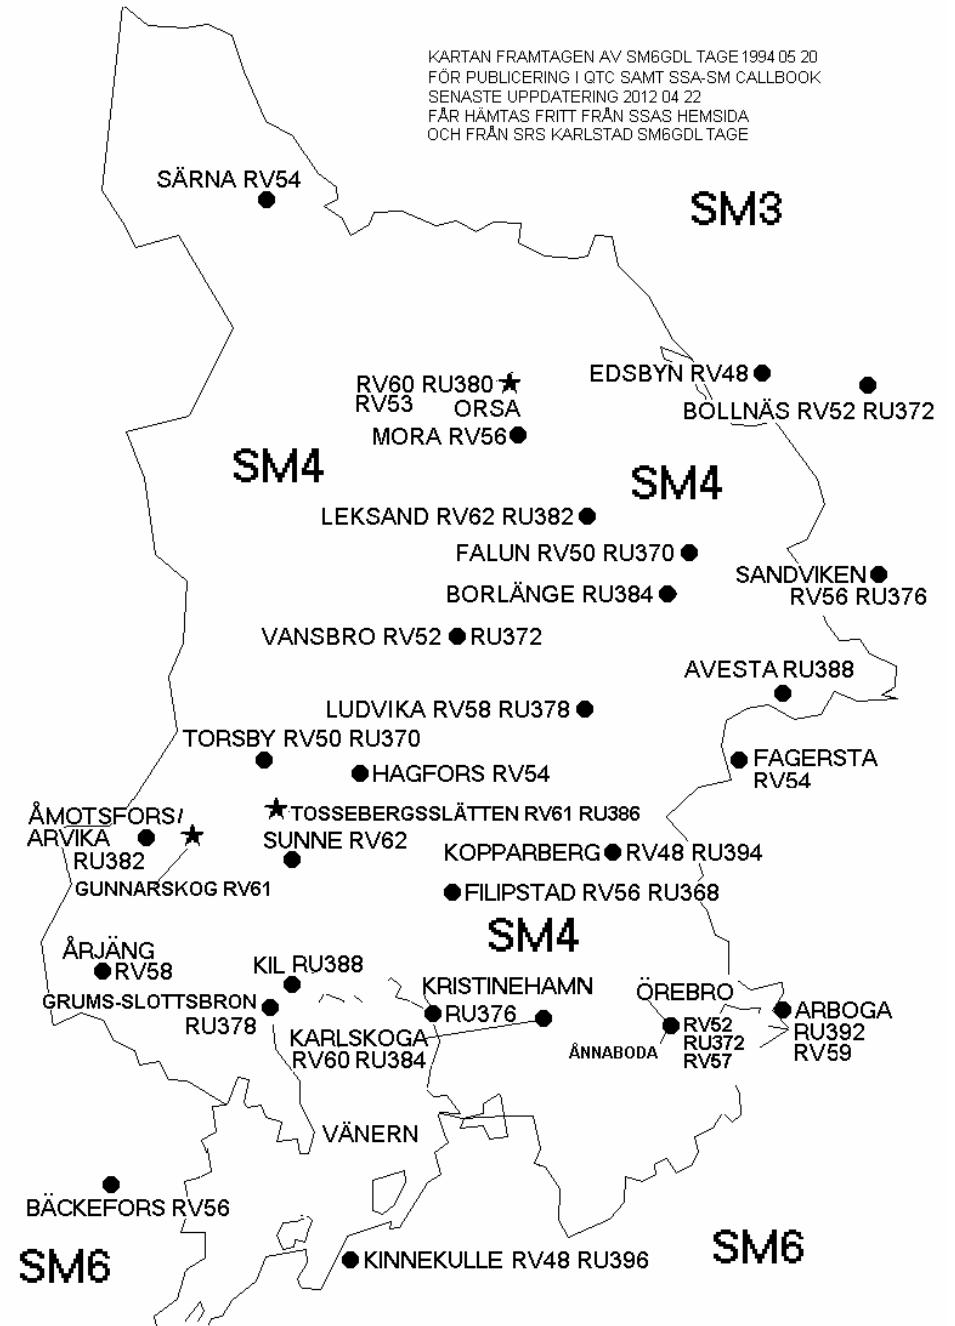 KARTAN FRAMTAGEN AV SM6GDL TAGE 1994 05 20
FÖR PUBLICERING I QTC SAMT SSA-SM CALLBOOK
SENASTE UPPDATERING 2012 04 22
FÅR HÄMTAS FRITT FRÅN SSAS HEMSIDA
OCH FRÅN SRS KARLSTAD SM6GDL TAGE
SÄRNA RV54
SM3
EDSBYN RV48
RV60 RU380
RV53
ORSA
BOLLNÄS RV52 RU372
MORA RV56
SM4
SM4
LEKSAND RV62 RU382
FALUN RV50 RU370
SANDVIKEN
RV56 RU376
BORLÄNGE RU384
VANSBRO RV52 RU372
AVESTA RU388
LUDVIKA RV58 RU378
TORSBY RV50 RU370
FAGERSTA
RV54
HAGFORS RV54
TOSSEBERGSSLÄTTEN RV61 RU386
ÅMOTSFORS/
ARVIKA
RU382
SUNNE RV62
KOPPARBERG RV48 RU394
GUNNARSKOG RV61
FILIPSTAD RV56 RU368
SM4
ÅRJÄNG
RV58
KIL RU388
KRISTINEHAMN
RU376
ÖREBRO
RV52
RU372
RV57
GRUMS-SLOTTSBRON
RU378
ARBOGA
RU392
RV59
KARLSKOGA
RV60 RU384
ÅNNABODA
VÄNERN
BÄCKEFORS RV56
SM6
SM6
KINNEKULLE RV48 RU396